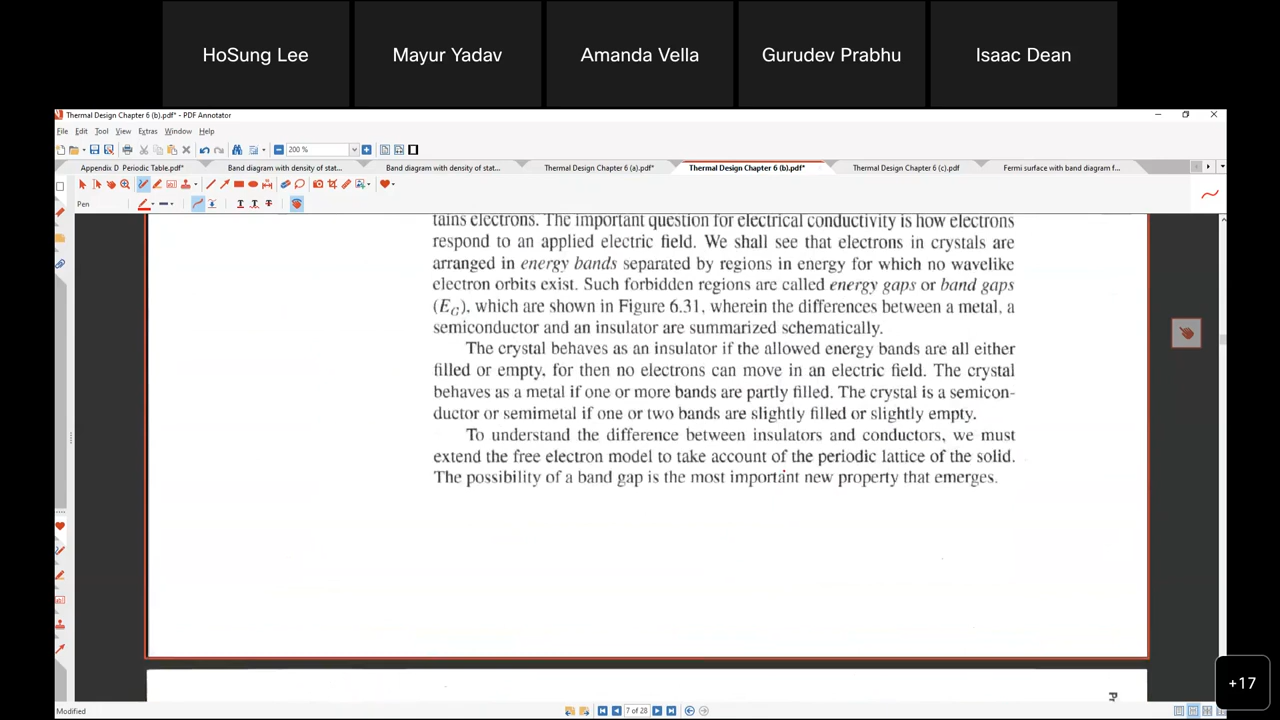 HoSung Lee
Mayur Yadav
Amanda Vella
Gurudev Prabhu
Isaac Dean
Thermal Design Chapter 6 (b).pdf* - PDF Annotator
File Edit Tool View Extras Window Help
200 %
Appendix D Periodic Table.pdf*
Band diagram with density of stat...
Band diagram with density of stat...
Thermal Design Chapter 6 (a).pdf*
Thermal Design Chapter 6 (b).pdf*
Thermal Design Chapter 6 (c).pdf
Fermi surface with band diagram f...
Pen
tains electrons. The important question for electrical conductivity is how electrons
respond to an applied electric field. We shall see that electrons in crystals are
arranged in energy bands separated by regions in energy for which no wavelike
electron orbits exist. Such forbidden regions are called energy gaps or band gaps
(EG), which are shown in Figure 6.31, wherein the differences between a metal, a
semiconductor and an insulator are summarized schematically.
The crystal behaves as an insulator if the allowed energy bands are all either
filled or empty, for then no electrons can move in an electric field. The crystal
behaves as a metal if one or more bands are partly filled. The crystal is a semicon-
ductor or semimetal if one or two bands are slightly filled or slightly empty.
To understand the difference between insulators and conductors, we must
extend the free electron model to take account of the periodic lattice of the solid.
The possibility of a band gap is the most important new property that emerges.
+17
Modified
7 of 28